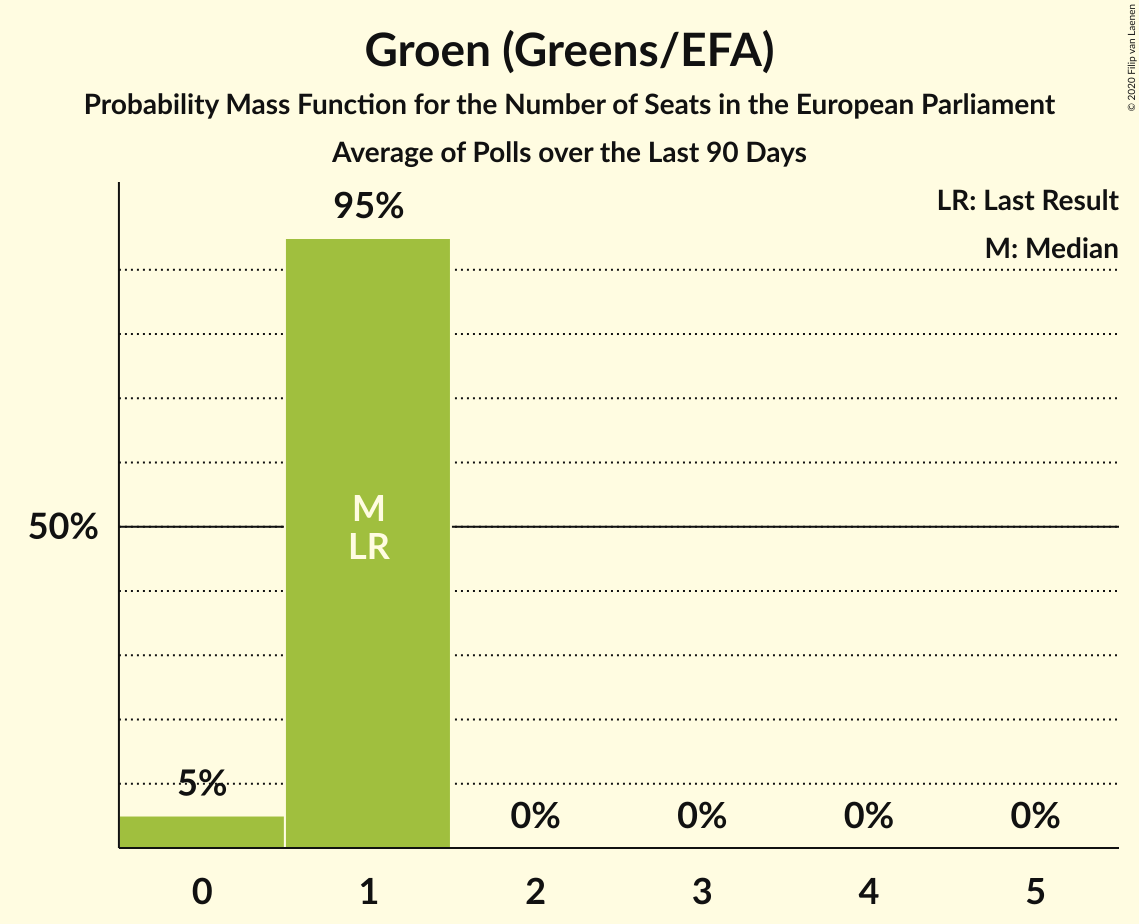 Groen (Greens/EFA)
Probability Mass Function for the Number of Seats in the European Parliament
Average of Polls over the Last 90 Days
© 2020 Filip van Laenen
LR: Last Result
M: Median
95%
50%
M
LR
5%
0%
0%
0%
0%
0
1
2
3
4
5